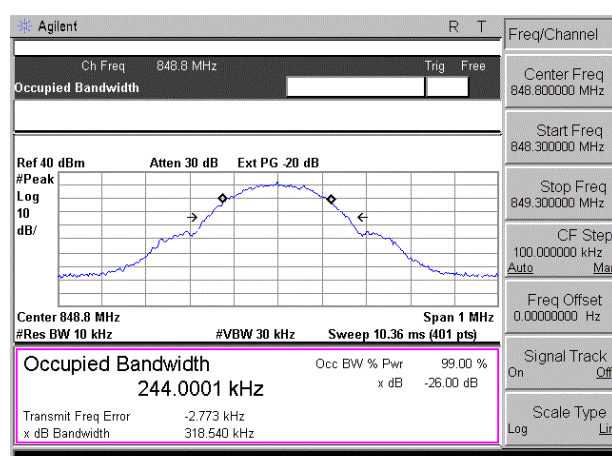 Agilent R T
Ch Freq 848.8 MHz Trig Free
Occupied Bandwidth
Ref 40 dBm Atten 30 dB Ext PG -20 dB
#Peak
Log
10
dB/
Center 848.8 MHz Span 1 MHz
#Res BW 10 kHz #VBW 30 kHz Sweep 10.36 ms (401 pts)
Occupied Bandwidth Occ BW % Pwr 99.00 %
244.0001 kHz x dB -26.00 dB
Transmit Freq Error -2.773 kHz
x dB Bandwidth 318.540 kHz
Freq/Channel
Center Freq
848.800000 MHz
Start Freq
848.300000 MHz
Stop Freq
849.300000 MHz
CF Step
100.000000 kHz
Auto Ma
Freq Offset
0.00000000 Hz
Signal Track
On Off
Scale Type
Log Lin